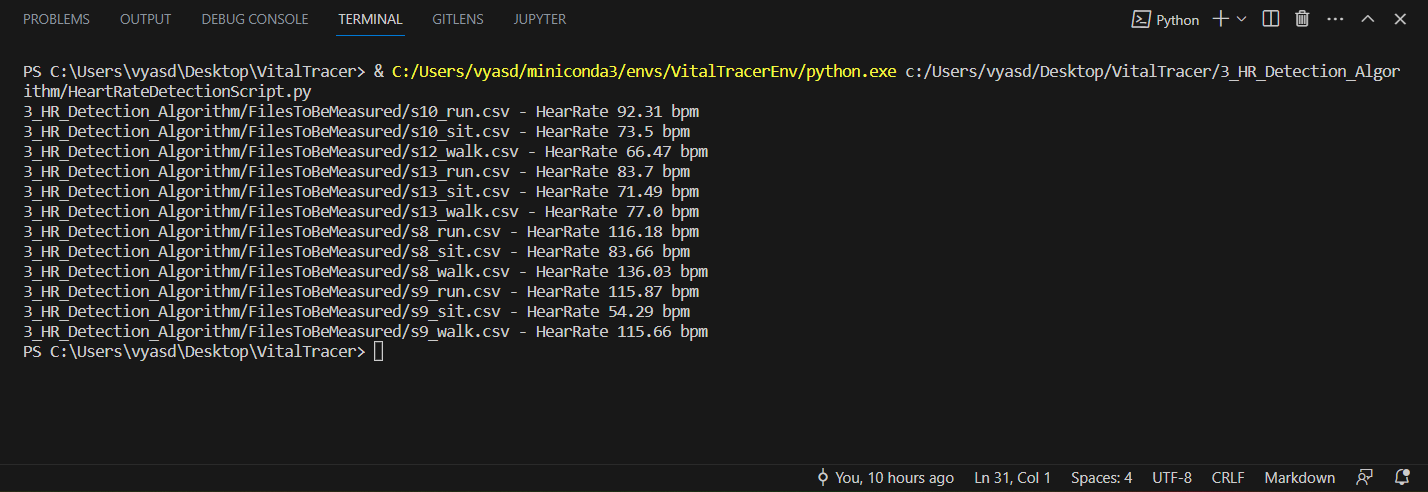 PROBLEMS OUTPUT DEBUG CONSOLE TERMINAL GITLENS JUPYTER Python
PS C:\Users\vyasd\Desktop\VitalTracer> & C:/Users/vyasd/miniconda3/envs/VitalTracerEnv/python.exe c:/Users/vyasd/Desktop/VitalTracer/3_HR_Detection_Algor
ithm/HeartRateDetectionScript.py
3_HR_Detection_Algorithm/FilesToBeMeasured/s10_run.csv - HearRate 92.31 bpm
3_HR_Detection_Algorithm/FilesToBeMeasured/s10_sit.csv - HearRate 73.5 bpm
3_HR_Detection_Algorithm/FilesToBeMeasured/s12_walk.csv - HearRate 66.47 bpm
3_HR_Detection_Algorithm/FilesToBeMeasured/s13_run.csv - HearRate 83.7 bpm
3_HR_Detection_Algorithm/FilesToBeMeasured/s13_sit.csv - HearRate 71.49 bpm
3_HR_Detection_Algorithm/FilesToBeMeasured/s13_walk.csv - HearRate 77.0 bpm
3_HR_Detection_Algorithm/FilesToBeMeasured/s8_run.csv - HearRate 116.18 bpm
3_HR_Detection_Algorithm/FilesToBeMeasured/s8_sit.csv - HearRate 83.66 bpm
3_HR_Detection_Algorithm/FilesToBeMeasured/s8_walk.csv - HearRate 136.03 bpm
3_HR_Detection_Algorithm/FilesToBeMeasured/s9_run.csv - HearRate 115.87 bpm
3_HR_Detection_Algorithm/FilesToBeMeasured/s9_sit.csv - HearRate 54.29 bpm
3_HR_Detection_Algorithm/FilesToBeMeasured/s9_walk.csv - HearRate 115.66 bpm
PS C:\Users\vyasd\Desktop\VitalTracer>
You, 10 hours ago Ln 31, Col 1 Spaces: 4 UTF-8 CRLF Markdown